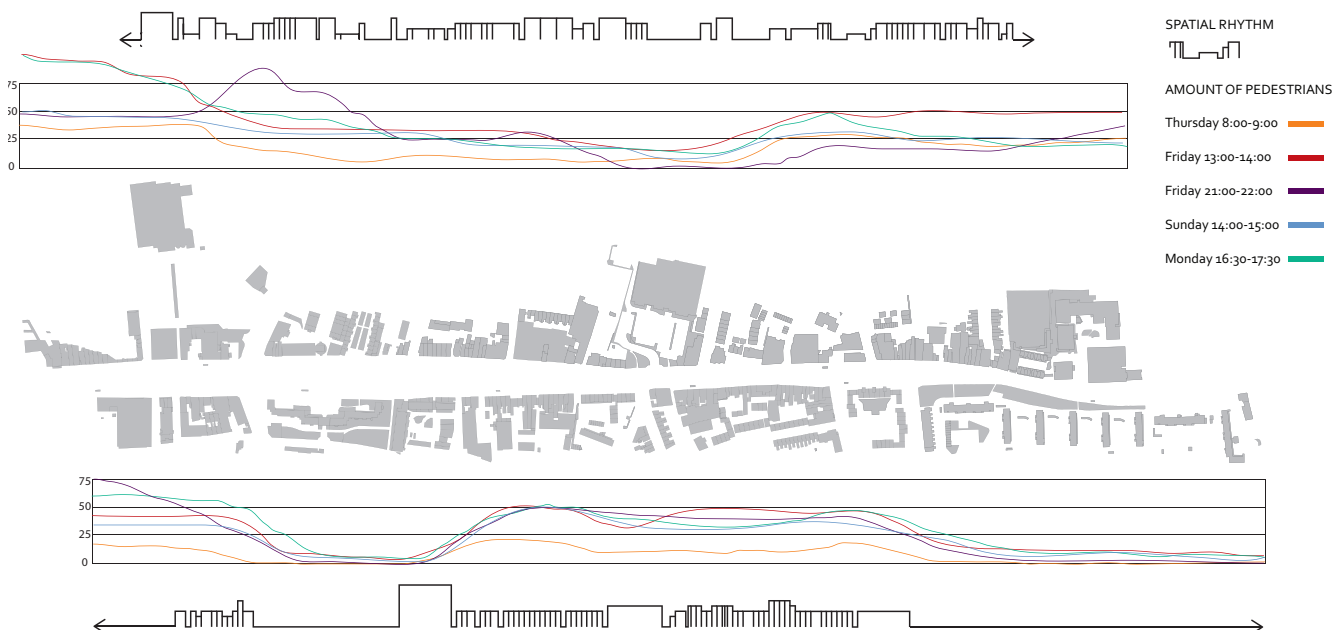 SPATIAL RHYTHM
AMOUNT OF PEDESTRIANS
Thursday 8:00-9:00
Friday 13:00-14:00
Friday 21:00-22:00
Sunday 14:00-15:00
Monday 16:30-17:30
75
50
25
0
75
50
25
0